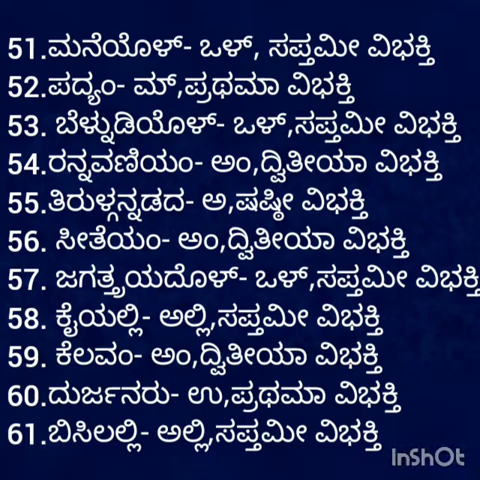 51.ಮನೆಯೊಳ್- ಒಳ್, ಸಪ್ತಮೀ ವಿಭಕ್ತಿ
52.ಪದ್ಯಂ- ಮ್,ಪ್ರಥಮಾ ವಿಭಕ್ತಿ
53. ಬೆಳ್ನುಡಿಯೊಳ್- ಒಳ್,ಸಪ್ತಮೀ ವಿಭಕ್ತಿ
54.ರನ್ನವಣಿಯಂ- ಅಂ,ದ್ವಿತೀಯಾ ವಿಭಕ್ತಿ
55.ತಿರುಳ್ಗನ್ನಡದ- ಅ,ಷಷ್ಠೀ ವಿಭಕ್ತಿ
56. ಸೀತೆಯಂ- ಅಂ,ದ್ವಿತೀಯಾ ವಿಭಕ್ತಿ
57. ಜಗತ್ತ್ರಯದೊಳ್- ಒಳ್,ಸಪ್ತಮೀ ವಿಭಕ್ತಿ
58. ಕೈಯಲ್ಲಿ- ಅಲ್ಲಿ,ಸಪ್ತಮೀ ವಿಭಕ್ತಿ
59. ಕೆಲವಂ- ಅಂ,ದ್ವಿತೀಯಾ ವಿಭಕ್ತಿ
60.ದುರ್ಜನರು- ಉ,ಪ್ರಥಮಾ ವಿಭಕ್ತಿ
61.ಬಿಸಿಲಲ್ಲಿ- ಅಲ್ಲಿ,ಸಪ್ತಮೀ ವಿಭಕ್ತಿ
InShOt